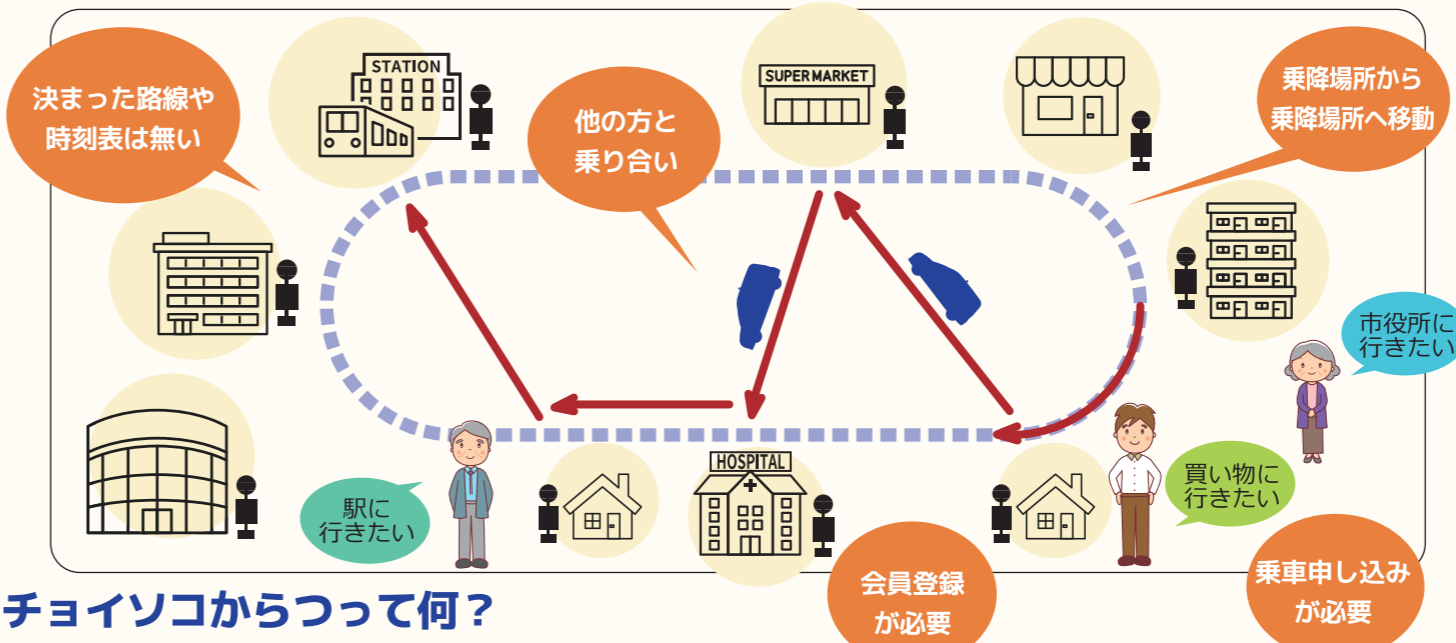 決まった路線や
時刻表は無い
STATION
他の方と
乗り合い
SUPERMARKET
乗降場所から
乗降場所へ移動
市役所に
行きたい
駅に
行きたい
HOSPITAL
買い物に
行きたい
会員登録
が必要
乗車申し込み
が必要
チョイソコからつって何？